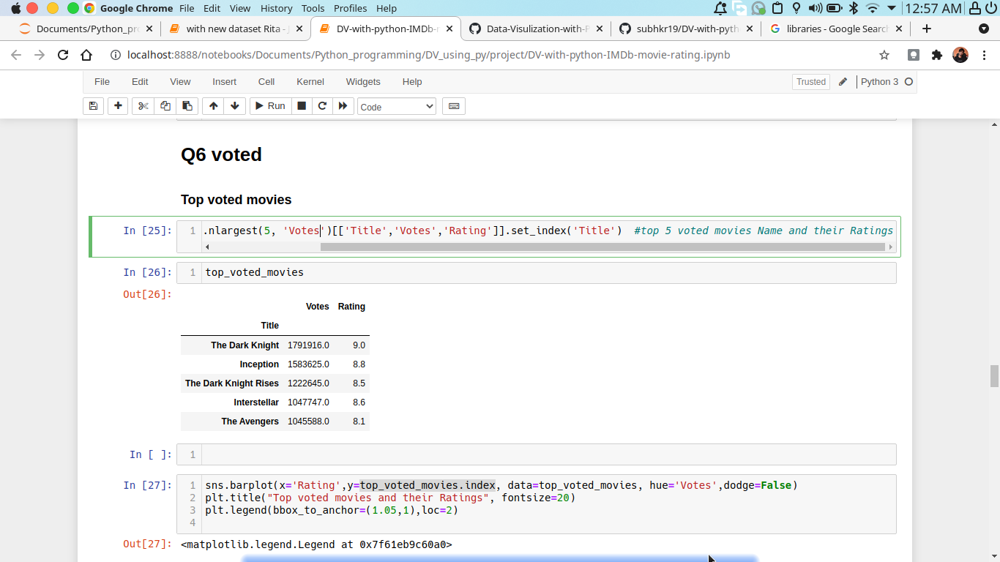 Google Chrome File Edit View History Tools Profiles Help 12:57 AM
Documents/Python_pro with new dataset Rita - J DV-with-python-IMDb-r Data-Visulization-with-P subhkr19/DV-with-pyth libraries - Google Search
localhost:8888/notebooks/Documents/Python_programming/DV_using_py/project/DV-with-python-IMDb-movie-rating.ipynb
File Edit View Insert Cell Kernel Widgets Help Trusted Python 3
Run Code
Q6 voted
Top voted movies
In [25]: 1 .nlargest(5, 'Votes')[['Title','Votes','Rating']].set_index('Title')  #top 5 voted movies Name and their Ratings
In [26]: 1 top_voted_movies
Out[26]:
Votes Rating
Title
The Dark Knight 1791916.0 9.0
Inception 1583625.0 8.8
The Dark Knight Rises 1222645.0 8.5
Interstellar 1047747.0 8.6
The Avengers 1045588.0 8.1
In [ ]: 1
In [27]: 1 sns.barplot(x='Rating',y=top_voted_movies.index, data=top_voted_movies, hue='Votes',dodge=False)
2 plt.title("Top voted movies and their Ratings", fontsize=20)
3 plt.legend(bbox_to_anchor=(1.05,1),loc=2)
4
Out[27]: <matplotlib.legend.Legend at 0x7f61eb9c60a0>